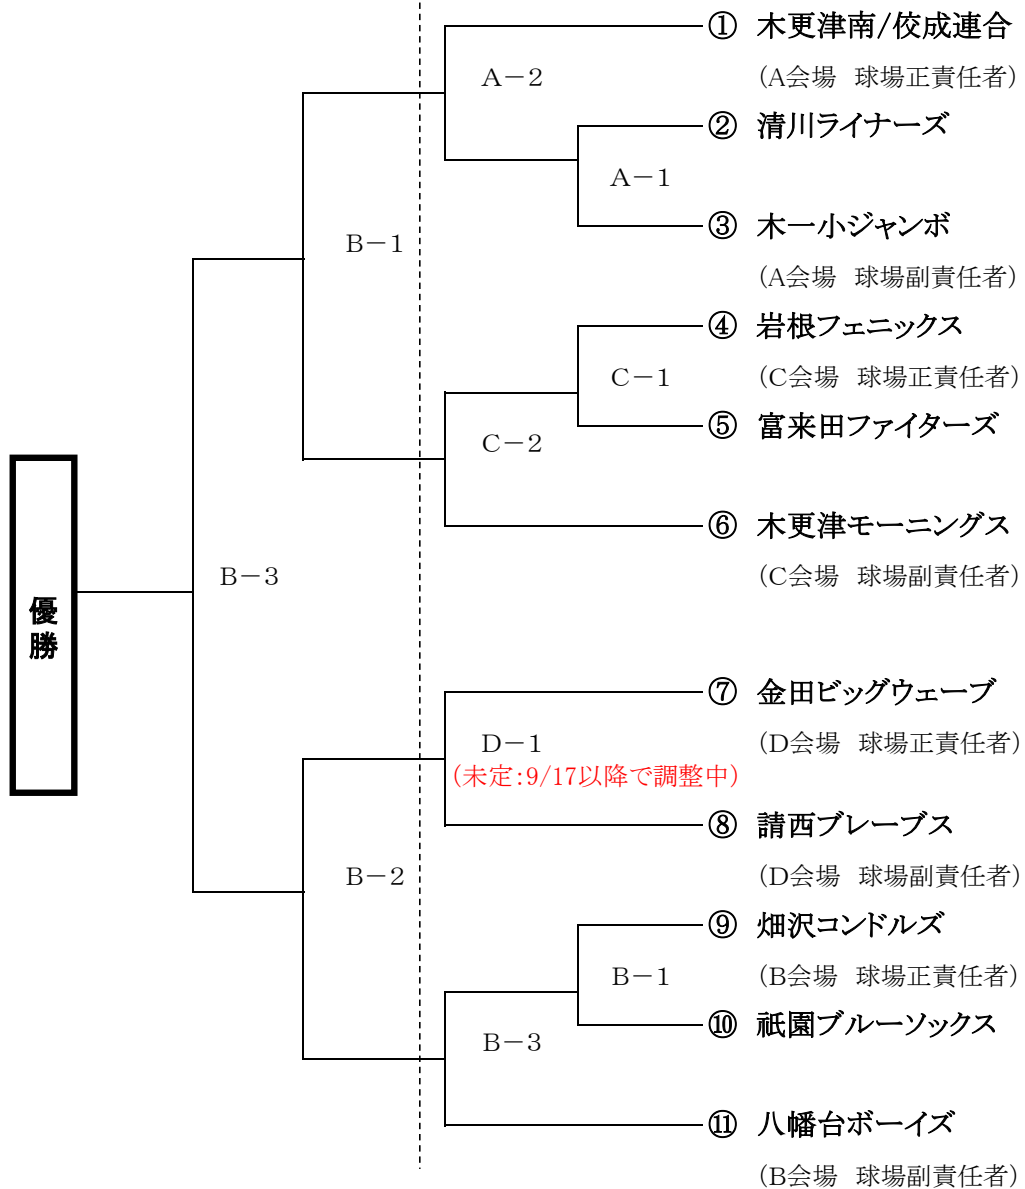 ① 木更津南/佼成連合
A－2
（A会場　球場正責任者）
② 清川ライナーズ
A－1
③ 木一小ジャンボ
B－1
（A会場　球場副責任者）
④ 岩根フェニックス
C－1
（C会場　球場正責任者）
⑤ 富来田ファイターズ
C－2
⑥ 木更津モーニングス
B－3
（C会場　球場副責任者）
優勝
⑦ 金田ビッグウェーブ
D－1
（D会場　球場正責任者）
（未定：9/17以降で調整中）
⑧ 請西ブレーブス
B－2
（D会場　球場副責任者）
⑨ 畑沢コンドルズ
B－1
（B会場　球場正責任者）
⑩ 祇園ブルーソックス
B－3
⑪ 八幡台ボーイズ
（B会場　球場副責任者）